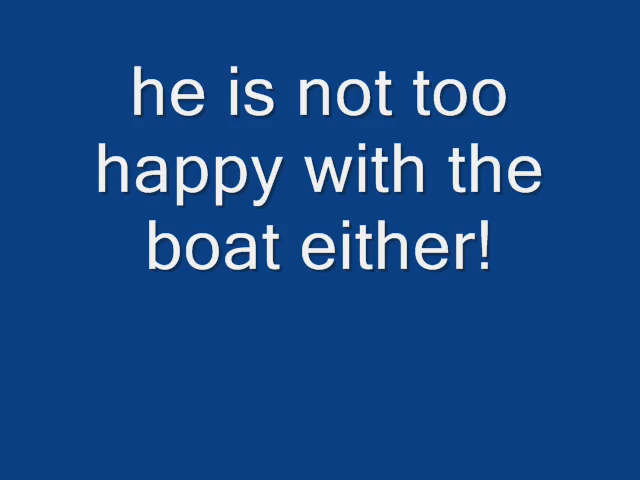 he is not too
happy with the
boat either!